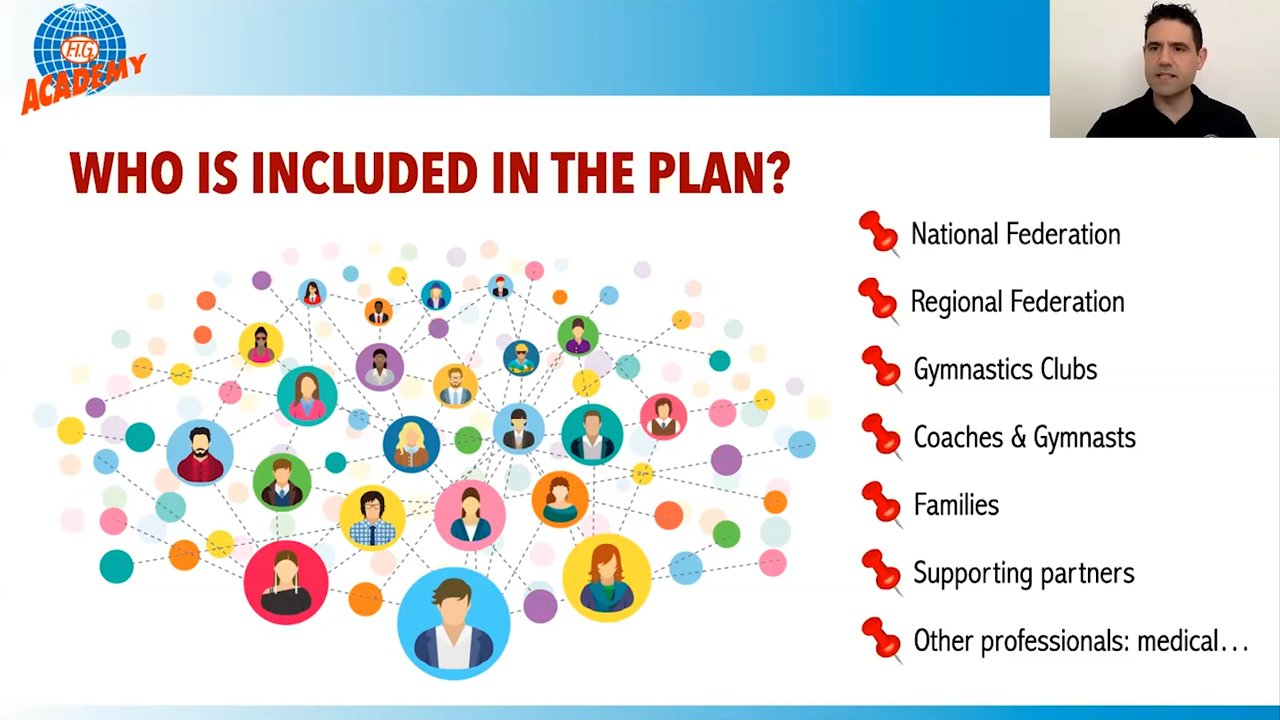 F.I.G.
ACADEMY
WHO IS INCLUDED IN THE PLAN?
National Federation
Regional Federation
Gymnastics Clubs
Coaches & Gymnasts
Families
Supporting partners
Other professionals: medical...